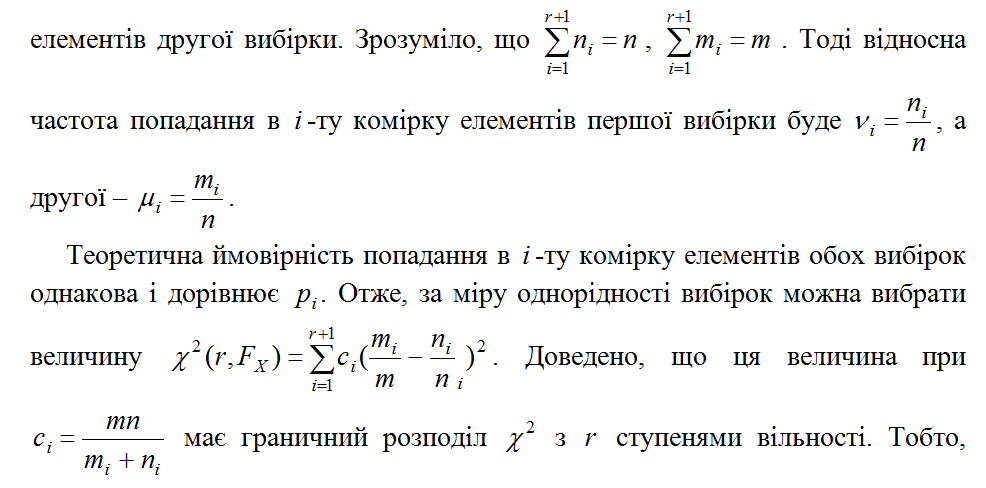 елементів другої вибірки. Зрозуміло, що $\sum_{i=1}^{r+1} n_i = n$ , $\sum_{i=1}^{r+1} m_i = m$ . Тоді відносна
частота попадання в $i$ -ту комірку елементів першої вибірки буде $\nu_i = \frac{n_i}{n}$, а
другої – $\mu_i = \frac{m_i}{n}$.
Теоретична ймовірність попадання в $i$ -ту комірку елементів обох вибірок
однакова і дорівнює $p_i$. Отже, за міру однорідності вибірок можна вибрати
величину $\chi^2(r, F_X) = \sum_{i=1}^{r+1} c_i (\frac{m_i}{m} - \frac{n_i}{n}{}_i)^2$. Доведено, що ця величина при
$c_i = \frac{mn}{m_i + n_i}$ має граничний розподіл $\chi^2$ з $r$ ступенями вільності. Тобто,